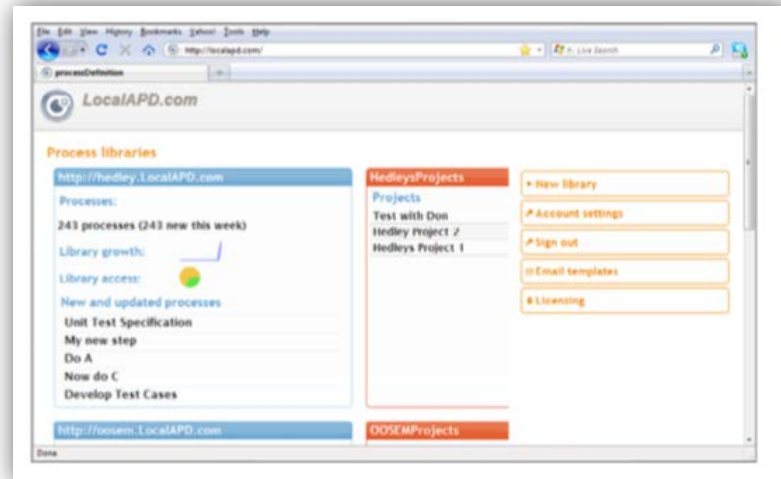 File Edit View History Bookmarks Yahoo! Tools Help
http://localapd.com/
Live Search
processDefinition
LocalAPD.com
Process libraries
http://hedley.LocalAPD.com
Processes:
243 processes (243 new this week)
Library growth:
Library access:
New and updated processes
Unit Test Specification
My new step
Do A
Now do C
Develop Test Cases
HedleysProjects
Projects
Test with Don
Hedley Project 2
Hedleys Project 1
New library
Account settings
Sign out
Email templates
Licensing
http://oosem.LocalAPD.com
OOSEMProjects
Done